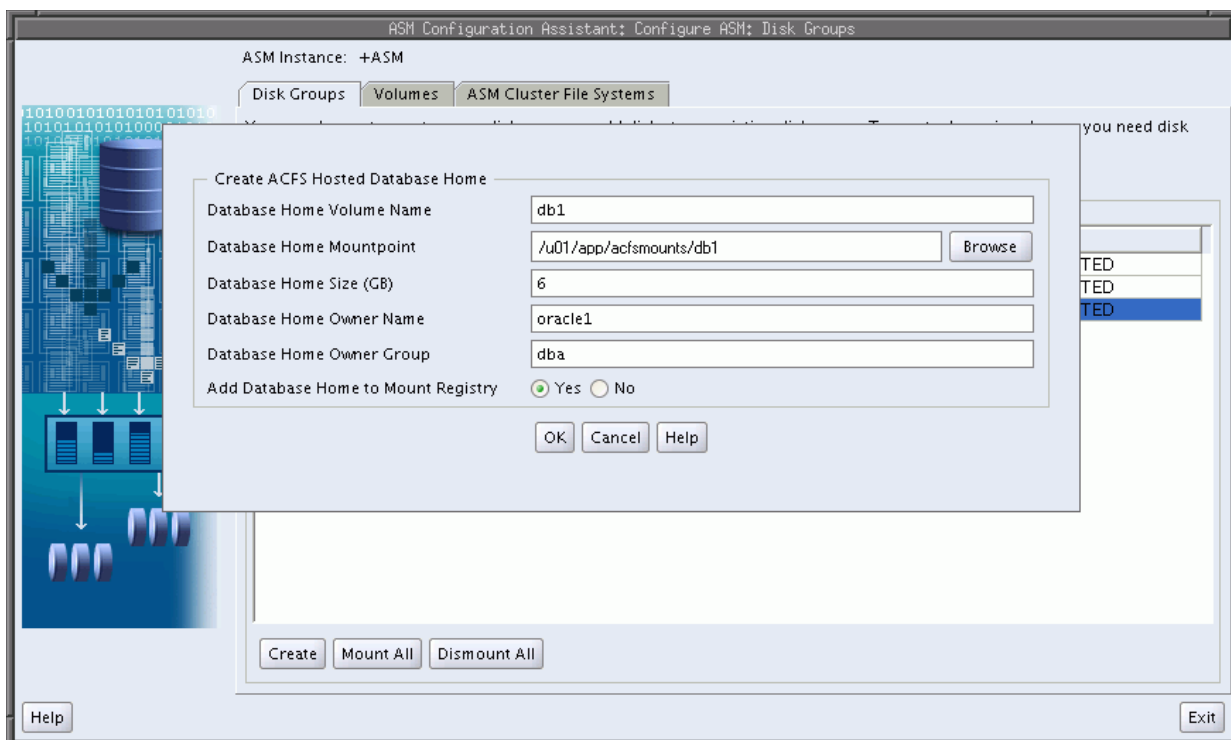 ASM Configuration Assistant: Configure ASM: Disk Groups
ASM Instance: +ASM
Disk Groups Volumes ASM Cluster File Systems
you need disk
Create ACFS Hosted Database Home
Database Home Volume Name db1
Database Home Mountpoint /u01/app/acfsmounts/db1 Browse
Database Home Size (GB) 6
Database Home Owner Name oracle1
Database Home Owner Group dba
Add Database Home to Mount Registry Yes No
OK Cancel Help
TED
TED
TED
Create Mount All Dismount All
Help Exit